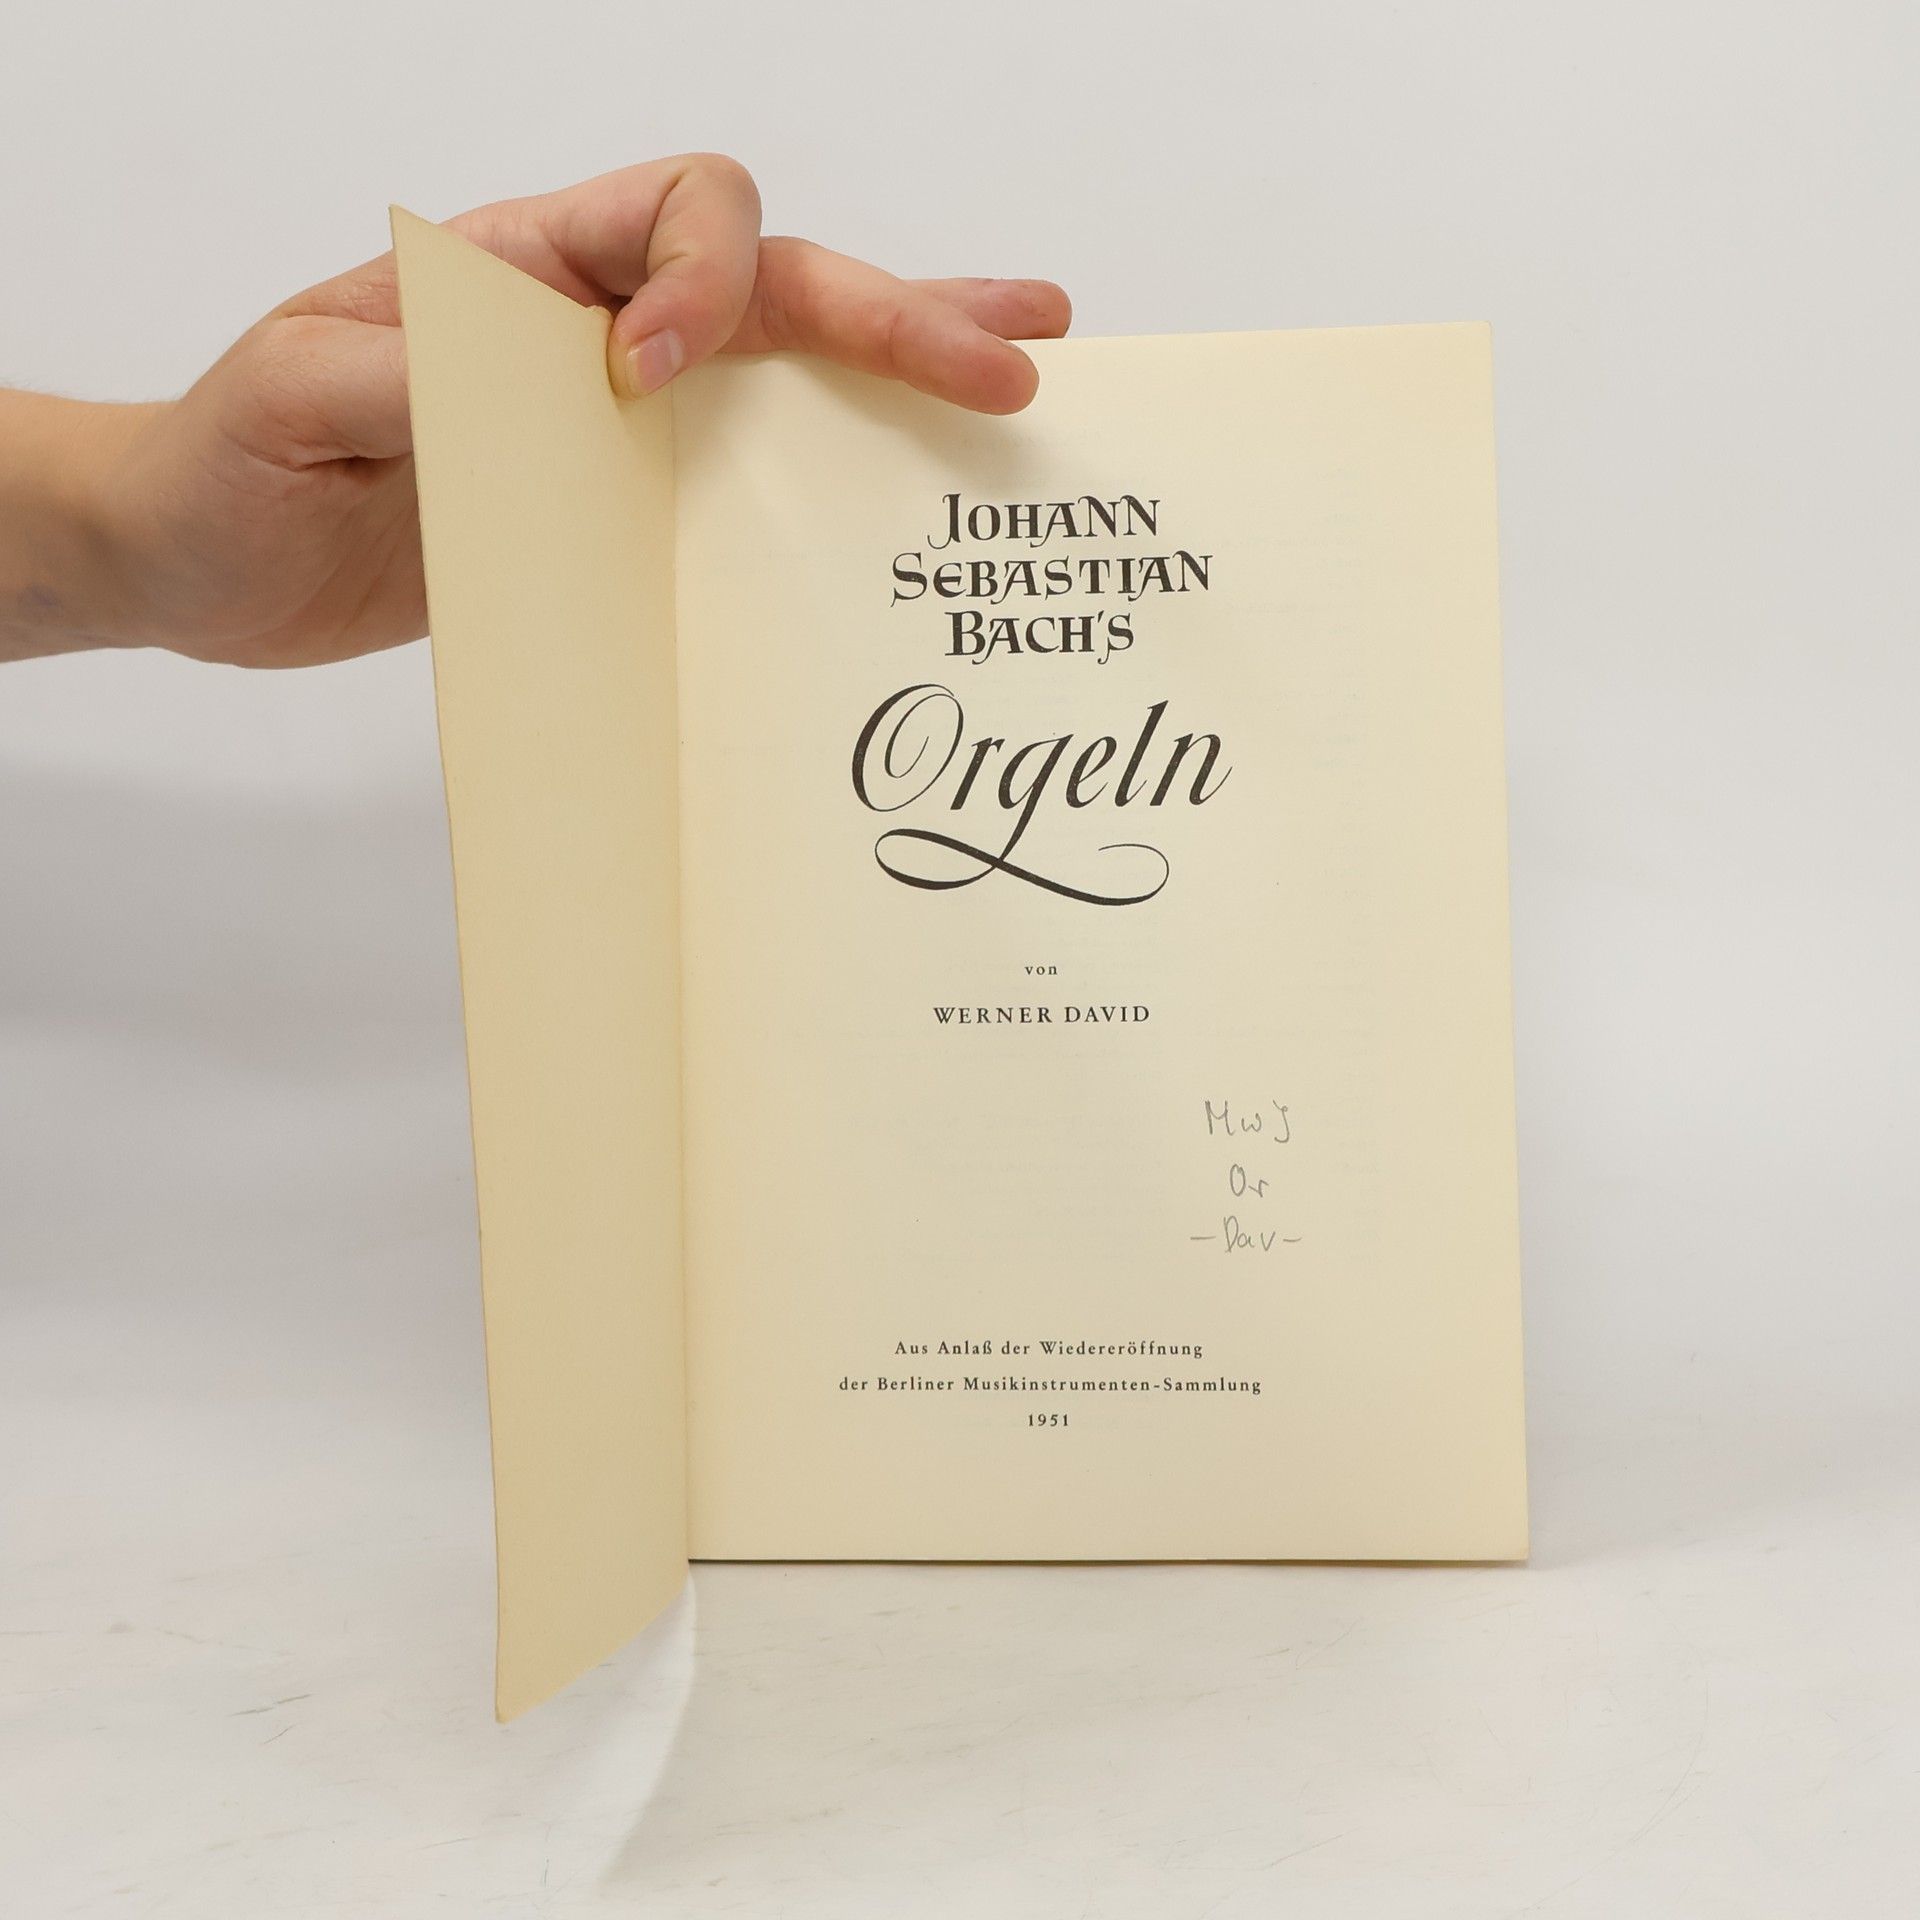 JOHANN
SEBASTIAN
BACH'S
Orgeln
von
WERNER DAVID
MwJ
Or
–Dav–
Aus Anlaß der Wiedereröffnung
der Berliner Musikinstrumenten-Sammlung
1951